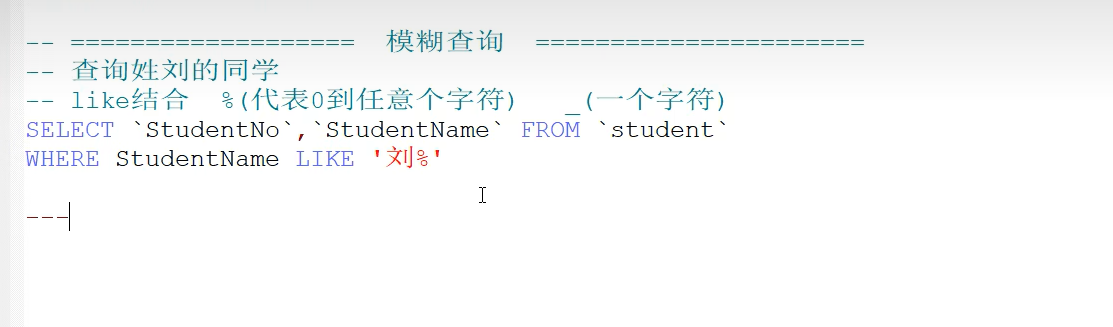 -- =================== 模糊查询 ======================
-- 查询姓刘的同学
-- like结合 %(代表0到任意个字符) _(一个字符)
SELECT `StudentNo`,`StudentName` FROM `student`
WHERE StudentName LIKE '刘%'
---